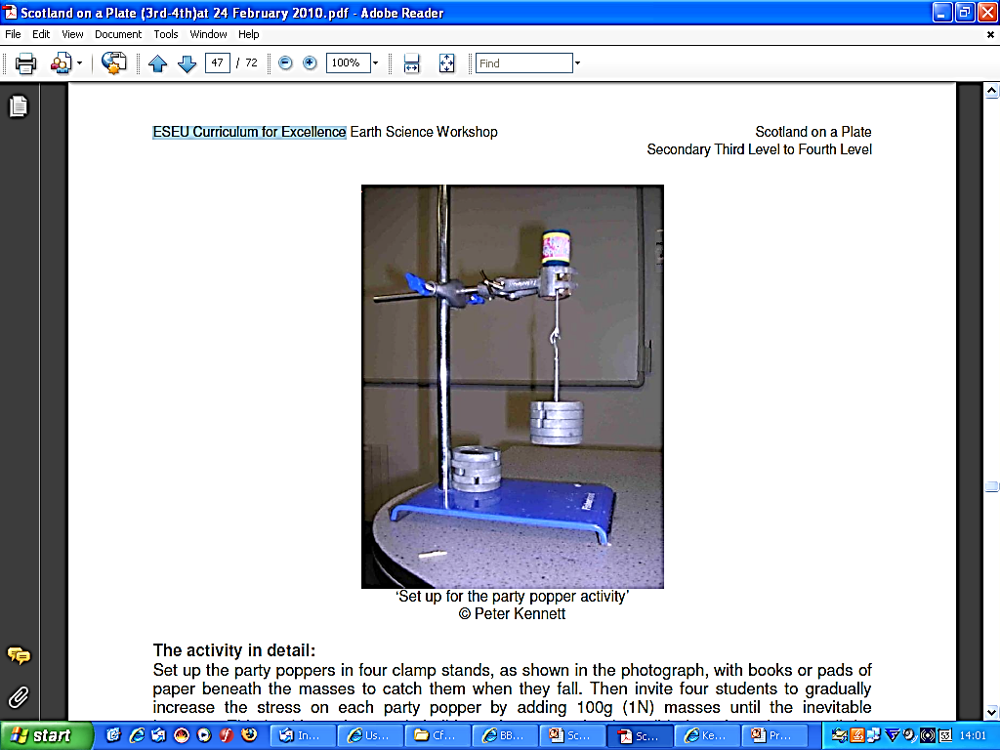 Scotland on a Plate (3rd-4th)at 24 February 2010.pdf - Adobe Reader
File Edit View Document Tools Window Help
47 / 72 100% Find
ESEU Curriculum for Excellence Earth Science Workshop Scotland on a Plate
Secondary Third Level to Fourth Level
‘Set up for the party popper activity’
© Peter Kennett
The activity in detail:
Set up the party poppers in four clamp stands, as shown in the photograph, with books or pads of
paper beneath the masses to catch them when they fall. Then invite four students to gradually
increase the stress on each party popper by adding 100g (1N) masses until the inevitable
start In... Us... Cf... BB... Sc... Sc... Ke... Pr... 14:01